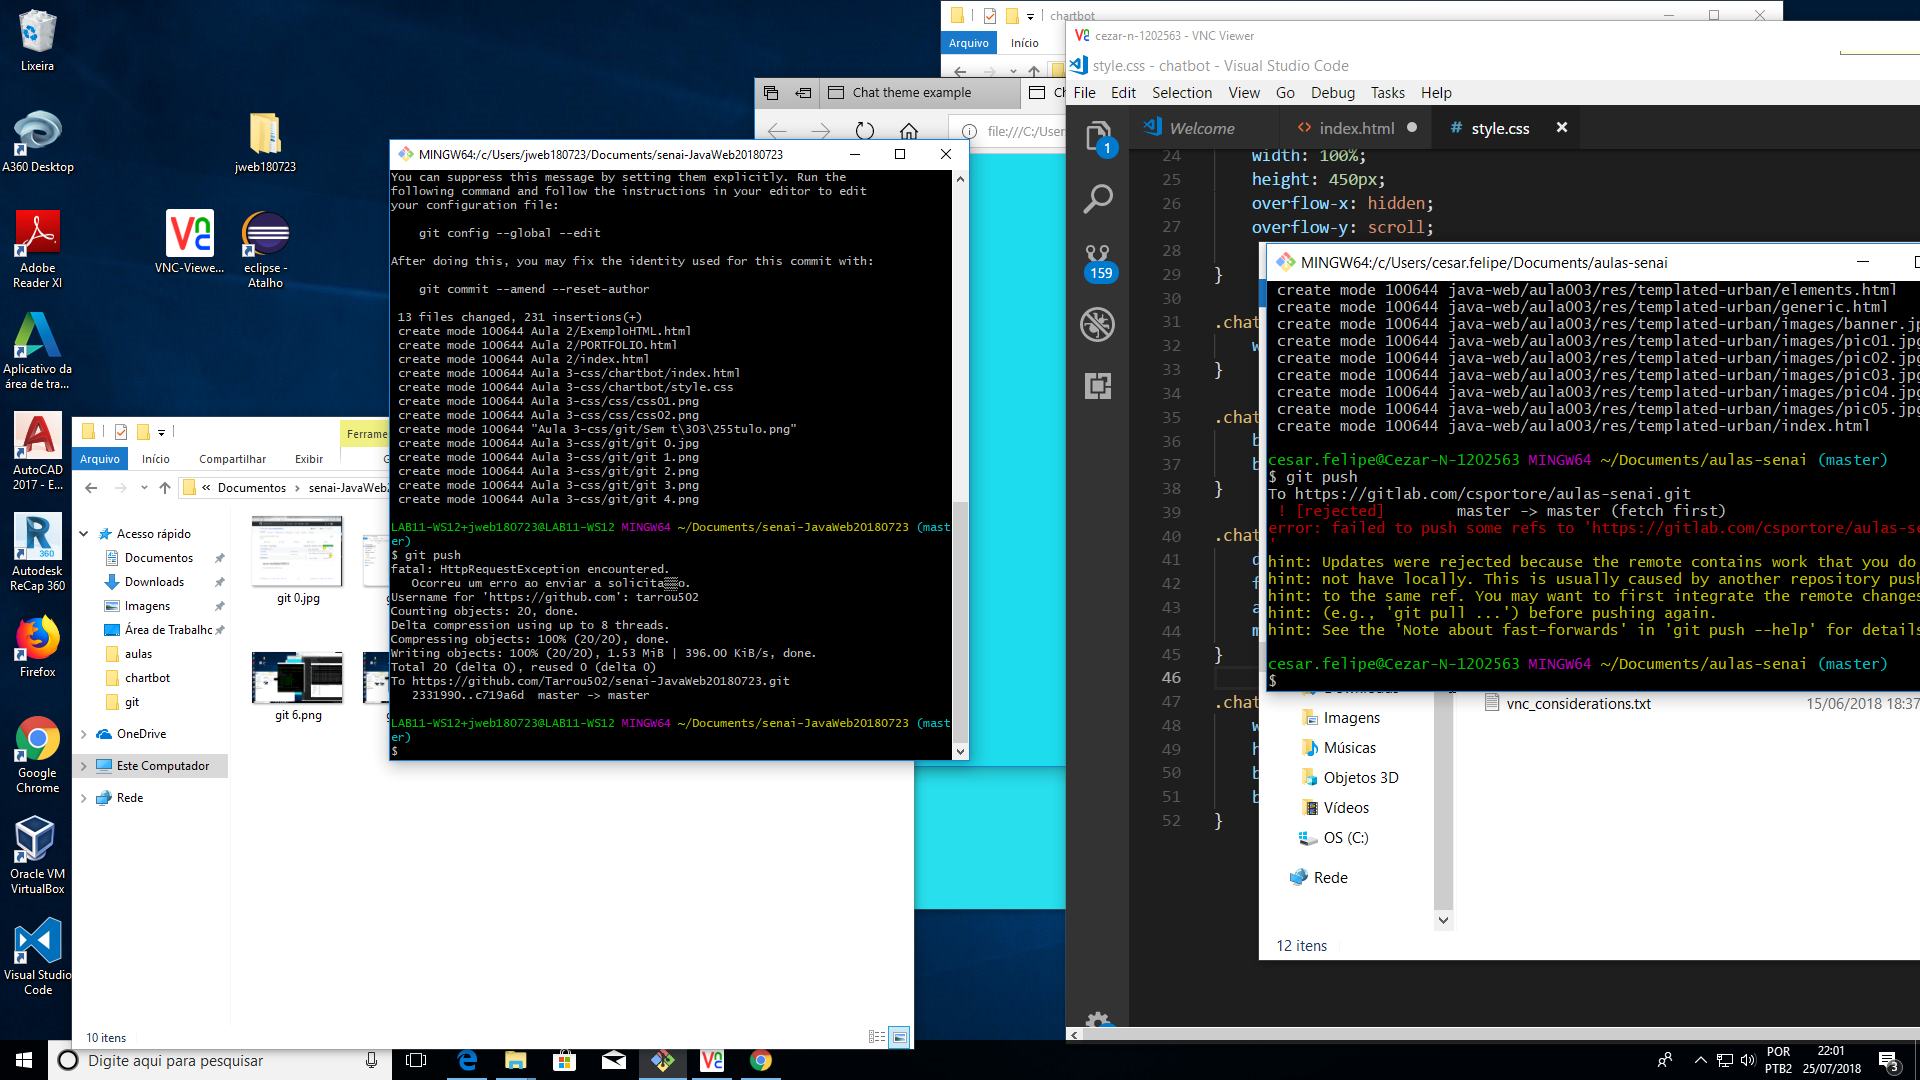 Lixeira
A360 Desktop
Adobe
Reader XI
Aplicativo da
área de tra...
AutoCAD
2017 - E...
Autodesk
ReCap 360
Firefox
Google
Chrome
Oracle VM
VirtualBox
Visual Studio
Code
jweb180723
VNC-Viewe...
eclipse -
Atalho
Arquivo
Início
Compartilhar
Exibir
Ferrame
« Documentos › senai-JavaWeb2
Acesso rápido
Documentos
Downloads
Imagens
Área de Trabalho
aulas
chartbot
git
OneDrive
Este Computador
Rede
git 0.jpg
git 6.png
10 itens
MINGW64:/c/Users/jweb180723/Documents/senai-JavaWeb20180723
You can suppress this message by setting them explicitly. Run the
following command and follow the instructions in your editor to edit
your configuration file:
git config --global --edit
After doing this, you may fix the identity used for this commit with:
git commit --amend --reset-author
13 files changed, 231 insertions(+)
create mode 100644 Aula 2/ExemploHTML.html
create mode 100644 Aula 2/PORTFOLIO.html
create mode 100644 Aula 2/index.html
create mode 100644 Aula 3-css/chartbot/index.html
create mode 100644 Aula 3-css/chartbot/style.css
create mode 100644 Aula 3-css/css/css01.png
create mode 100644 Aula 3-css/css/css02.png
create mode 100644 "Aula 3-css/git/Sem t\303\255tulo.png"
create mode 100644 Aula 3-css/git/git 0.jpg
create mode 100644 Aula 3-css/git/git 1.png
create mode 100644 Aula 3-css/git/git 2.png
create mode 100644 Aula 3-css/git/git 3.png
create mode 100644 Aula 3-css/git/git 4.png
LAB11-WS12+jweb180723@LAB11-WS12 MINGW64 ~/Documents/senai-JavaWeb20180723 (mast
er)
$ git push
fatal: HttpRequestException encountered.
Ocorreu um erro ao enviar a solicita▒▒o.
Username for 'https://github.com': tarrou502
Counting objects: 20, done.
Delta compression using up to 8 threads.
Compressing objects: 100% (20/20), done.
Writing objects: 100% (20/20), 1.53 MiB | 396.00 KiB/s, done.
Total 20 (delta 0), reused 0 (delta 0)
To https://github.com/Tarrou502/senai-JavaWeb20180723.git
2331990..c719a6d master -> master
LAB11-WS12+jweb180723@LAB11-WS12 MINGW64 ~/Documents/senai-JavaWeb20180723 (mast
er)
$
Chat theme example
Ch
file:///C:/Users
chartbot
Arquivo
Início
cezar-n-1202563 - VNC Viewer
style.css - chatbot - Visual Studio Code
File Edit Selection View Go Debug Tasks Help
Welcome
index.html
style.css
1
159
24 width: 100%;
25 height: 450px;
26 overflow-x: hidden;
27 overflow-y: scroll;
28
29 }
30
31 .chat
32 w
33 }
34
35 .chat
36 b
37 b
38 }
39
40 .chat
41 d
42 f
43 a
44 m
45 }
46
47 .chat
48 w
49 h
50 b
51 b
52 }
MINGW64:/c/Users/cesar.felipe/Documents/aulas-senai
create mode 100644 java-web/aula003/res/templated-urban/elements.html
create mode 100644 java-web/aula003/res/templated-urban/generic.html
create mode 100644 java-web/aula003/res/templated-urban/images/banner.jp
create mode 100644 java-web/aula003/res/templated-urban/images/pic01.jpg
create mode 100644 java-web/aula003/res/templated-urban/images/pic02.jpg
create mode 100644 java-web/aula003/res/templated-urban/images/pic03.jpg
create mode 100644 java-web/aula003/res/templated-urban/images/pic04.jpg
create mode 100644 java-web/aula003/res/templated-urban/images/pic05.jpg
create mode 100644 java-web/aula003/res/templated-urban/index.html
cesar.felipe@Cezar-N-1202563 MINGW64 ~/Documents/aulas-senai (master)
$ git push
To https://gitlab.com/csportore/aulas-senai.git
! [rejected] master -> master (fetch first)
error: failed to push some refs to 'https://gitlab.com/csportore/aulas-se
'
hint: Updates were rejected because the remote contains work that you do
hint: not have locally. This is usually caused by another repository push
hint: to the same ref. You may want to first integrate the remote changes
hint: (e.g., 'git pull ...') before pushing again.
hint: See the 'Note about fast-forwards' in 'git push --help' for details
cesar.felipe@Cezar-N-1202563 MINGW64 ~/Documents/aulas-senai (master)
$
Imagens
Músicas
Objetos 3D
Vídeos
OS (C:)
Rede
12 itens
vnc_considerations.txt
15/06/2018 18:37
Digite aqui para pesquisar
POR
PTB2
22:01
25/07/2018
3